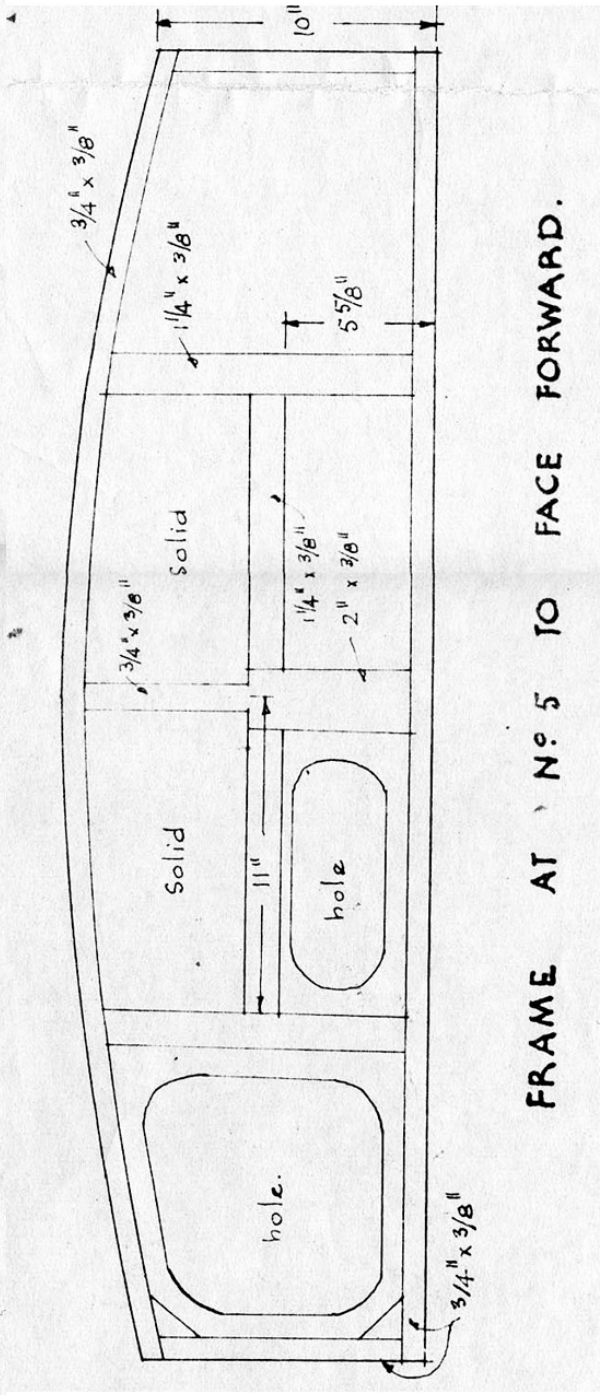 3/4" x 3/8"
3/4" x 3/8"
Solid
Solid
1 1/4" x 3/8"
10"
11"
1 1/4" x 3/8"
5 5/8"
2" x 3/8"
hole.
hole
3/4" x 3/8"
FRAME AT Nº 5 TO FACE FORWARD.